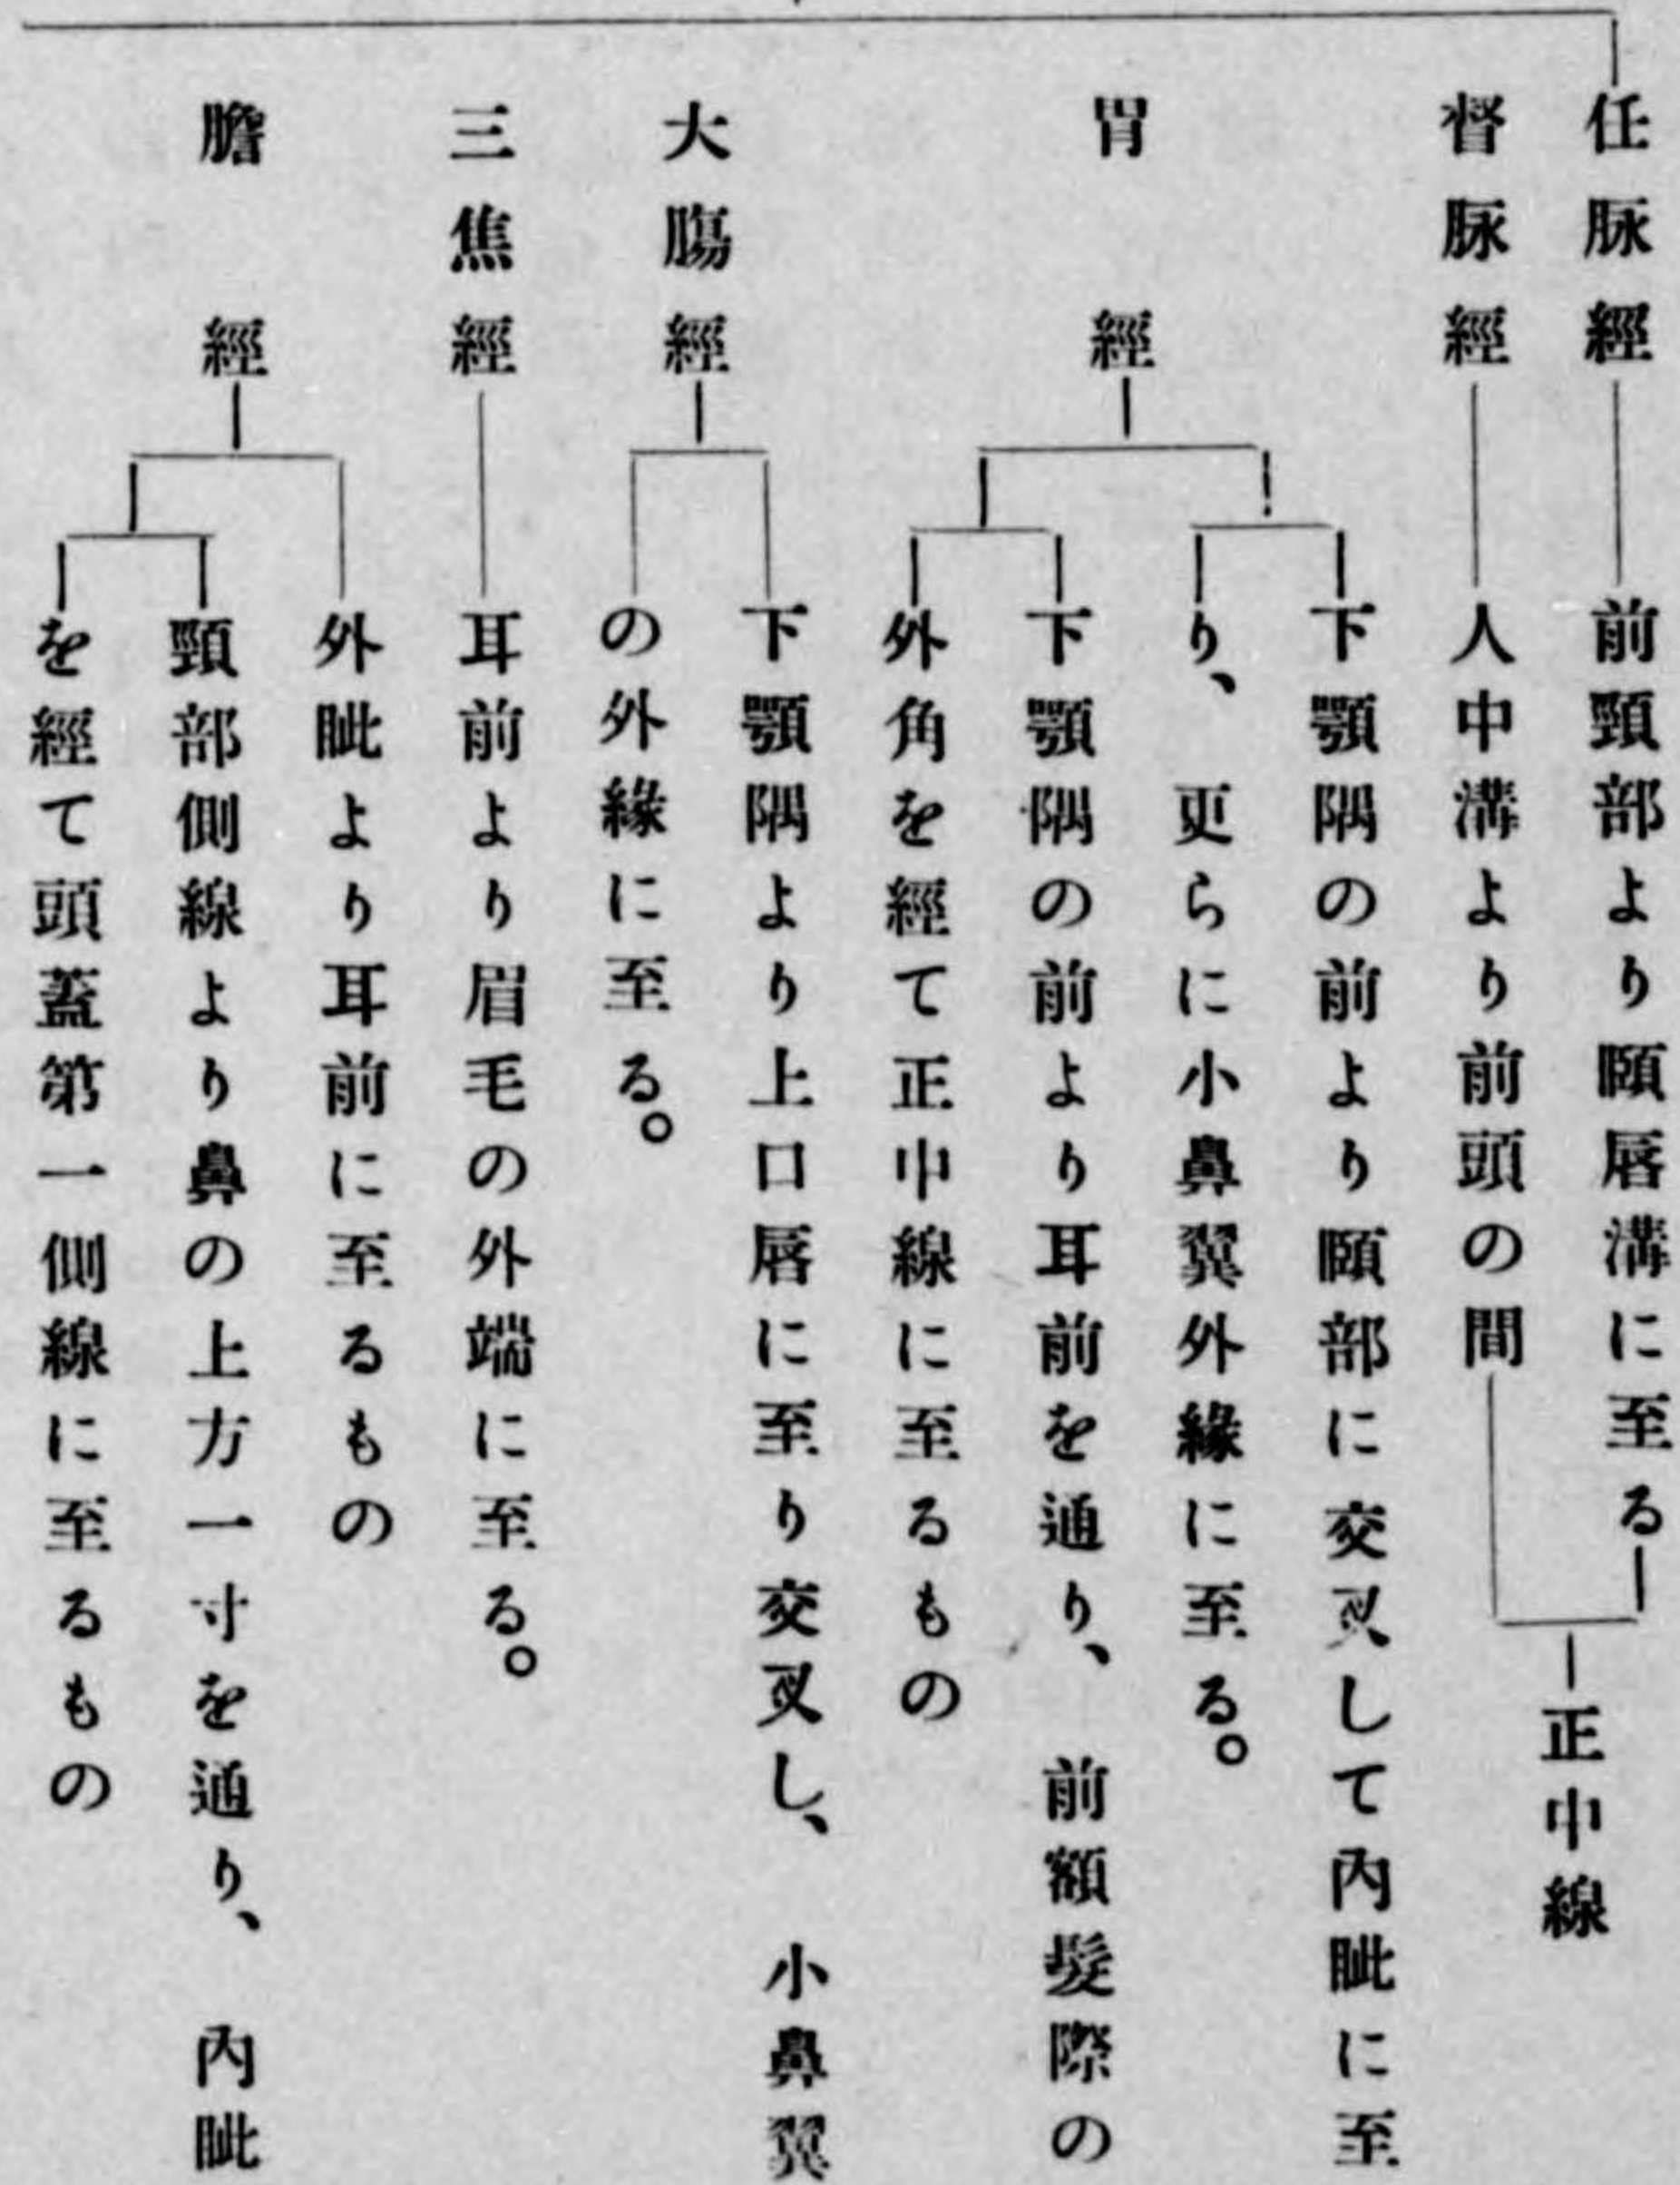 任脉經
前頸部より頤唇溝に至る
督脉經
人中溝より前頭の間
正中線
胃經
下顎隅の前より頤部に交叉して內眦に至
り、更らに小鼻翼外緣に至る。
下顎隅の前より耳前を通り、前額髮際の
外角を經て正中線に至るもの
大腸經
下顎隅より上口唇に至り交叉し、小鼻翼
の外緣に至る。
三焦經
耳前より眉毛の外端に至る。
膽經
外眦より耳前に至るもの
頸部側線より鼻の上方一寸を通り、內眦
を經て頭蓋第一側線に至るもの